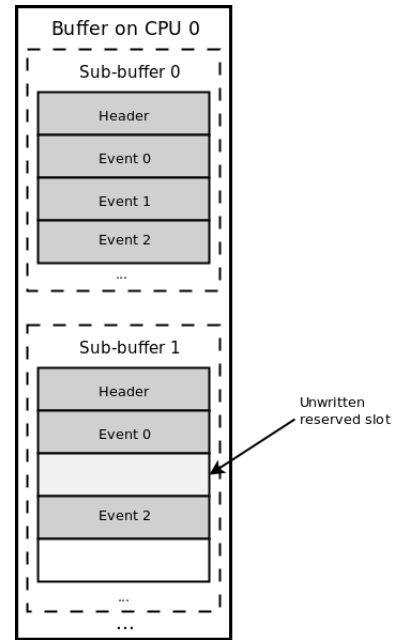 Buffer on CPU 0
Sub-buffer 0
Header
Event 0
Event 1
Event 2
...
Sub-buffer 1
Header
Event 0
Unwritten
reserved slot
Event 2
...
...